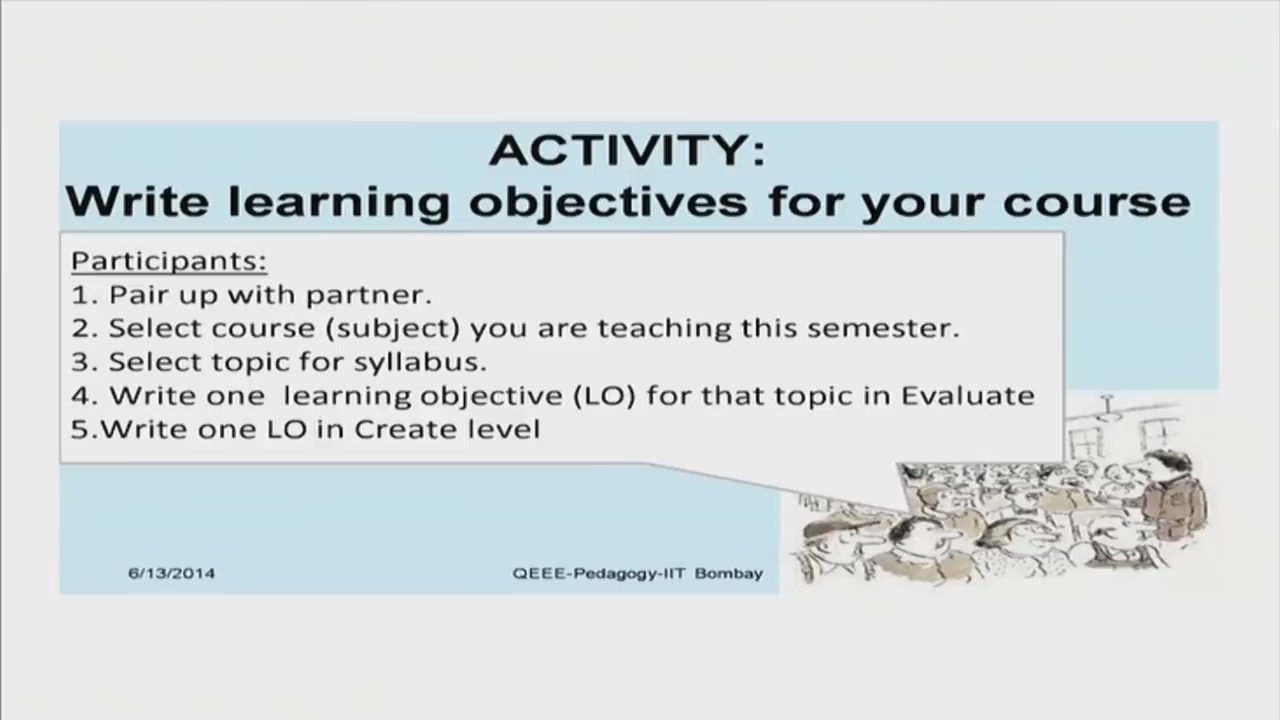 ACTIVITY:
Write learning objectives for your course
Participants:
1. Pair up with partner.
2. Select course (subject) you are teaching this semester.
3. Select topic for syllabus.
4. Write one  learning objective (LO) for that topic in Evaluate
5.Write one LO in Create level
6/13/2014
QEEE-Pedagogy-IIT Bombay